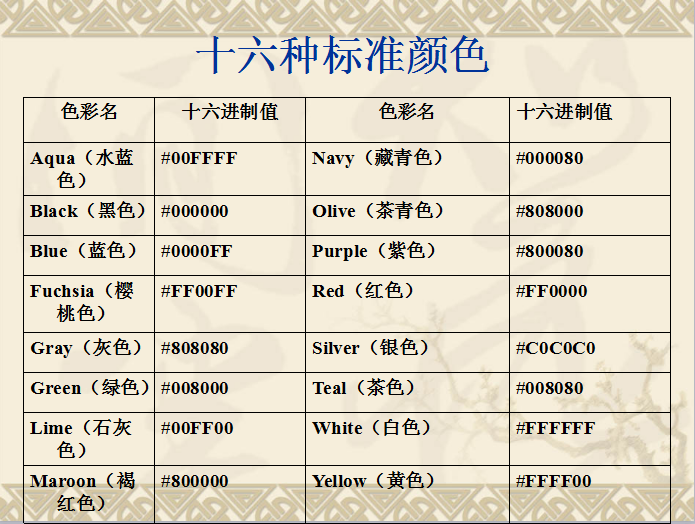 十六种标准颜色
色彩名 十六进制值 色彩名 十六进制值
Aqua（水蓝 #00FFFF Navy（藏青色） #000080
色）
Black（黑色） #000000 Olive（茶青色） #808000
Blue（蓝色） #0000FF Purple（紫色） #800080
Fuchsia（樱 #FF00FF Red（红色） #FF0000
桃色）
Gray（灰色） #808080 Silver（银色） #C0C0C0
Green（绿色） #008000 Teal（茶色） #008080
Lime（石灰 #00FF00 White（白色） #FFFFFF
色）
Maroon（褐 #800000 Yellow（黄色） #FFFF00
红色）